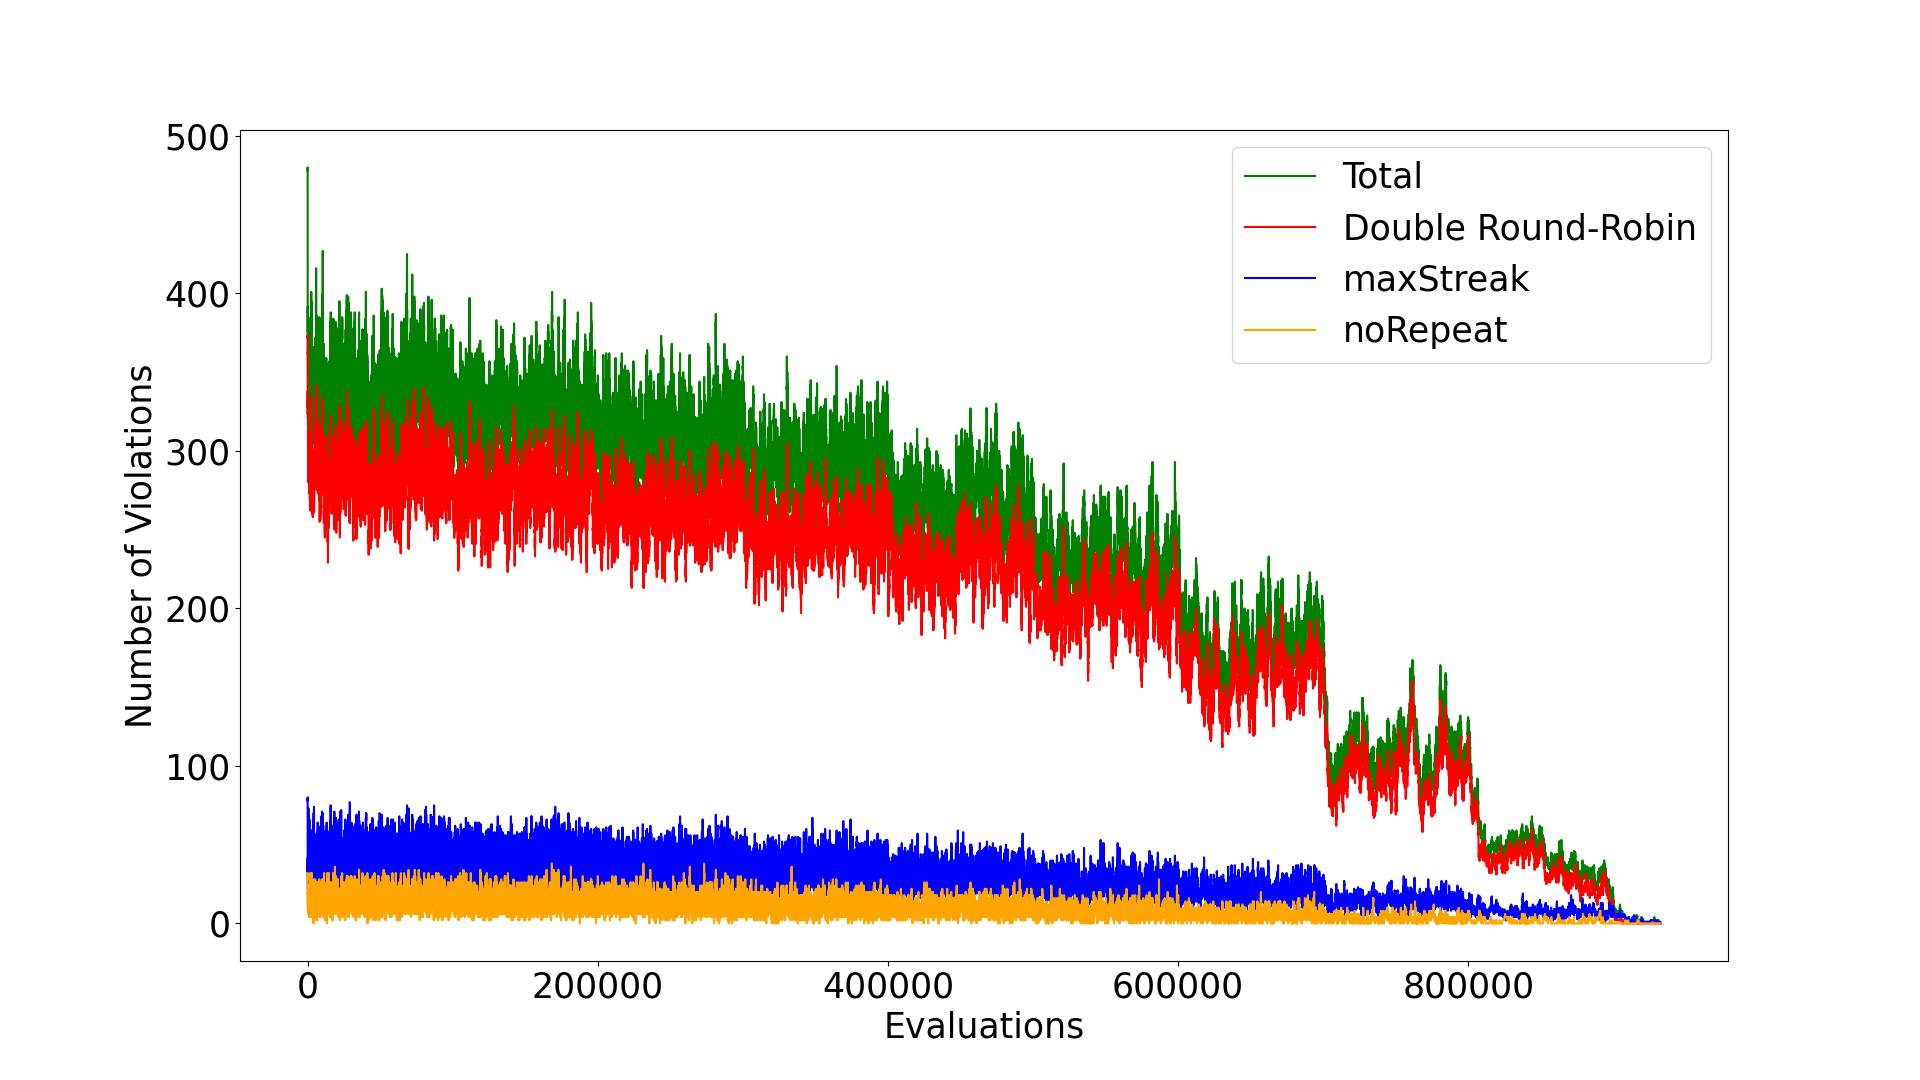 500
400
300
200
100
0
Number of Violations
Total
Double Round-Robin
maxStreak
noRepeat
0 200000 400000 600000 800000
Evaluations